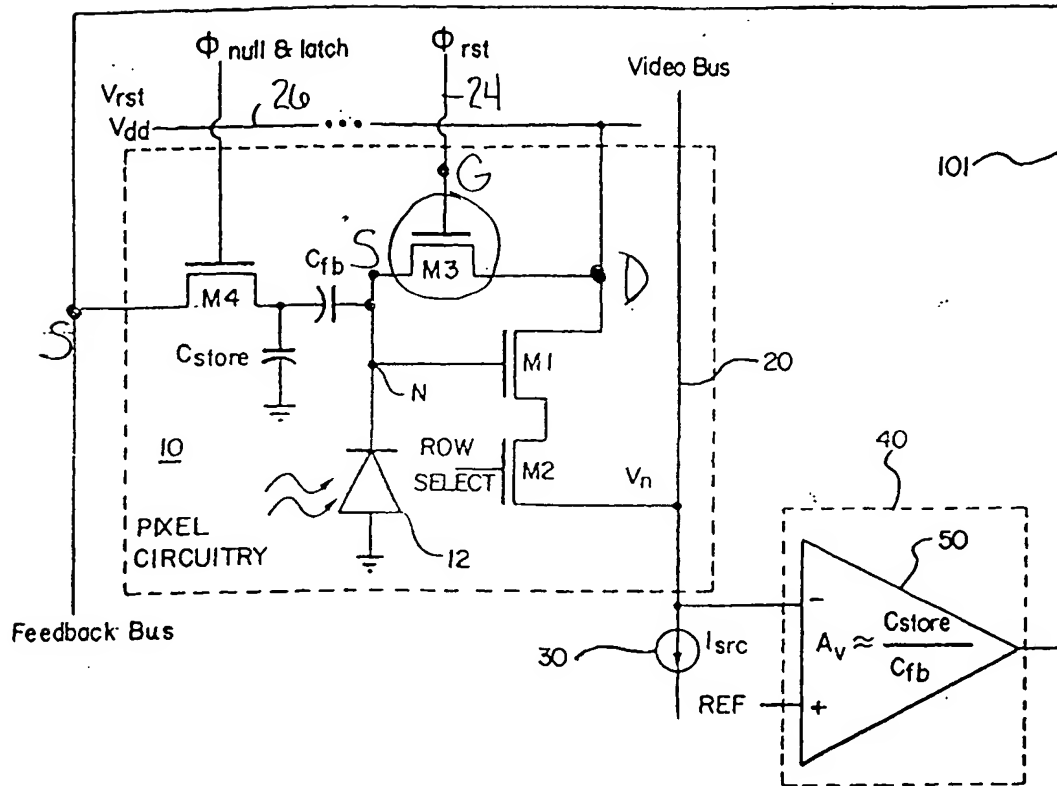 101
Φ null & latch
Φ rst
Video Bus
Vrst
26
24
Vdd
G
S
Cfb
M3
D
M4
S
Cstore
N
M1
20
10
ROW
SELECT
M2
Vn
40
PIXEL
CIRCUITRY
12
50
Feedback Bus
30
Isrc
−
Av ≈ Cstore
Cfb
REF
+